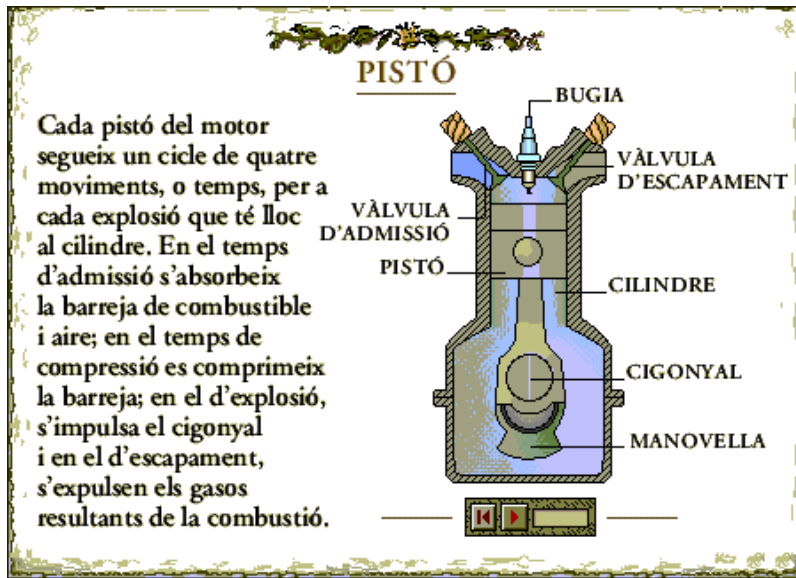 PISTÓ
Cada pistó del motor
segueix un cicle de quatre
moviments, o temps, per a
cada explosió que té lloc
al cilindre. En el temps
d'admissió s'absorbeix
la barreja de combustible
i aire; en el temps de
compressió es comprimeix
la barreja; en el d'explosió,
s'impulsa el cigonyal
i en el d'escapament,
s'expulsen els gasos
resultants de la combustió.
BUGIA
VÀLVULA
D'ESCAPAMENT
VÀLVULA
D'ADMISSIÓ
PISTÓ
CILINDRE
CIGONYAL
MANOVELLA